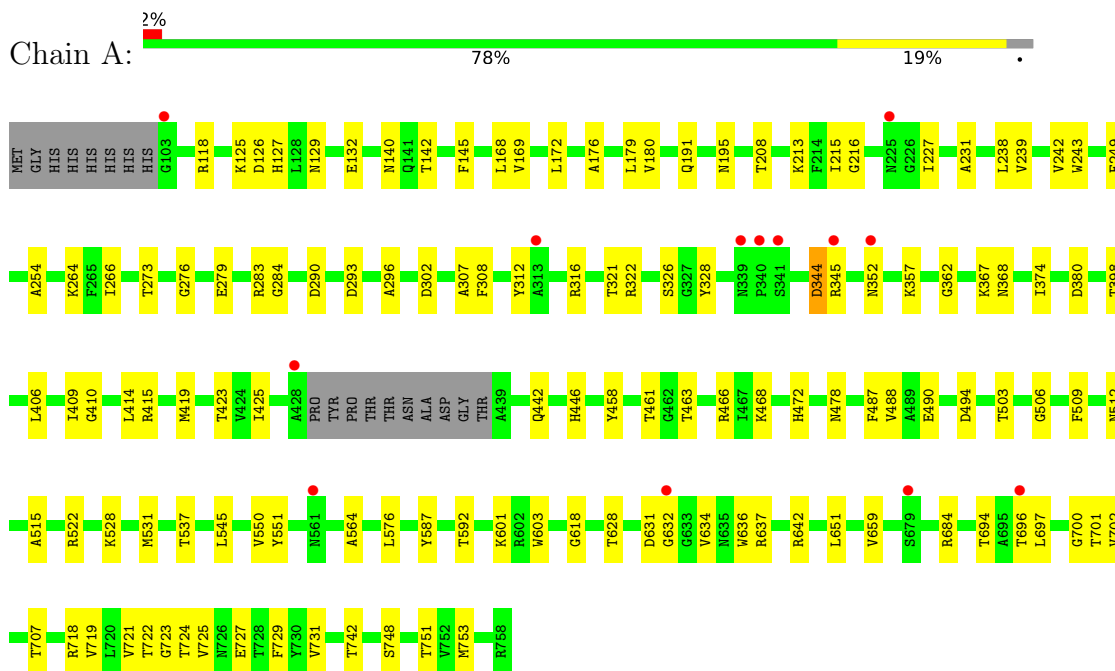 2%
Chain A:
78% 19% •
MET GLY HIS HIS HIS HIS HIS HIS G103 R118 K125 D126 H127 L128 N129 E132 N140 Q141 T142 F145 L168 V169 L172 A176 L179 V180 Q191 N195 T208 K213 F214 I215 G216 N225 G226 I227 A231 L238 V239 V242 W243
A254 K264 F265 I266 T273 G276 E279 R283 G284 D290 D293 A296 D302 A307 F308 Y312 A313 R316 T321 R322 S326 G327 Y328 N339 P340 S341 D344 R345 N352 K357 G362 K367 N368 I374 D380 T398
L406 I409 G410 L414 R415 M419 T423 V424 I425 A428 PRO TYR PRO THR THR ASN ALA ASP GLY THR A439 Q442 H446 Y458 T461 G462 T463 R466 I467 K468 H472 N478 F487 V488 A489 E490 D494 T503 G506 F509 N512
A515 R522 K528 M531 T537 L545 V550 Y551 N561 A564 L576 Y587 T592 K601 R602 W603 G618 T628 D631 G632 G633 V634 N635 W636 R637 R642 L651 V659 S679 R684 T694 A695 T696 L697 G700 T701
T707 R718 V719 L720 V721 T722 G723 T724 V725 N726 E727 T728 F729 Y730 V731 T742 S748 T751 V752 M753 R758